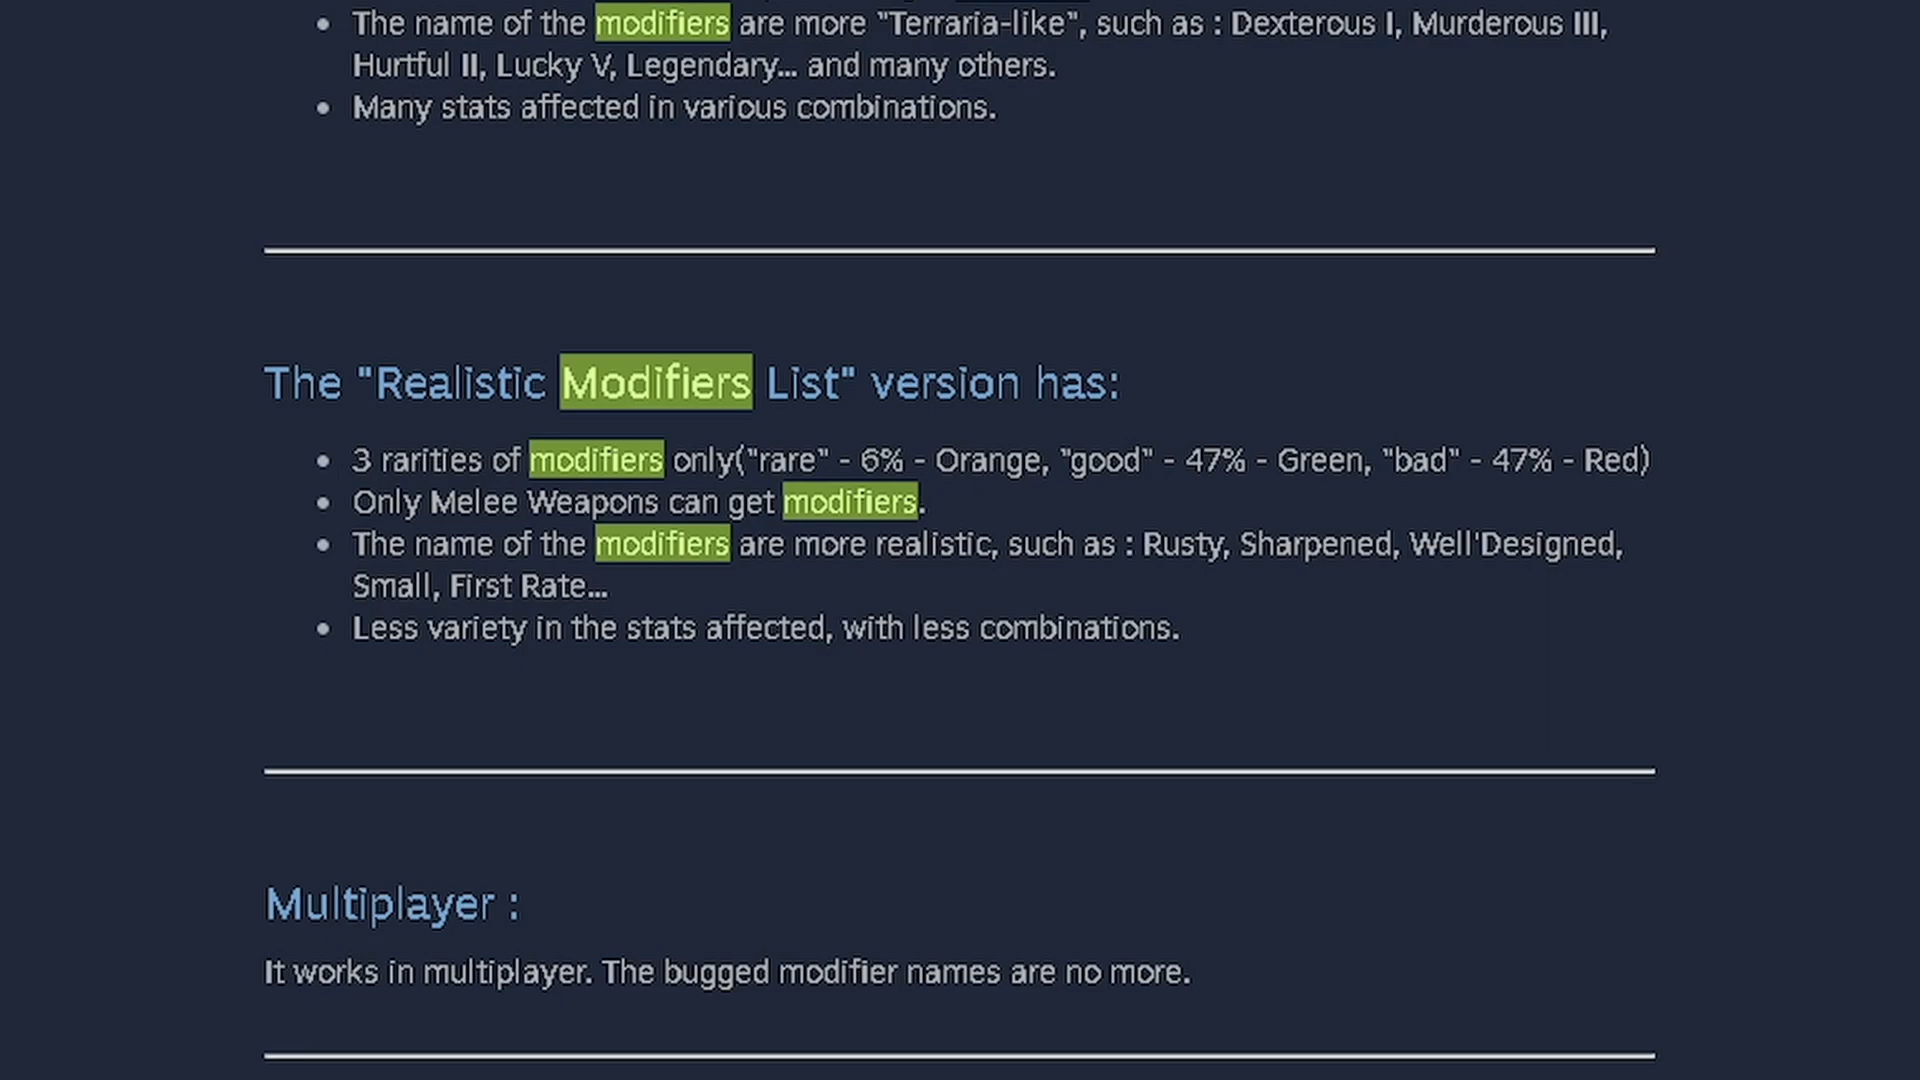 The name of the modifiers are more "Terraria-like", such as : Dexterous I, Murderous III,
Hurtful II, Lucky V, Legendary... and many others.
Many stats affected in various combinations.
The "Realistic Modifiers List" version has:
3 rarities of modifiers only("rare" - 6% - Orange, "good" - 47% - Green, "bad" - 47% - Red)
Only Melee Weapons can get modifiers.
The name of the modifiers are more realistic, such as : Rusty, Sharpened, Well'Designed,
Small, First Rate...
Less variety in the stats affected, with less combinations.
Multiplayer :
It works in multiplayer. The bugged modifier names are no more.